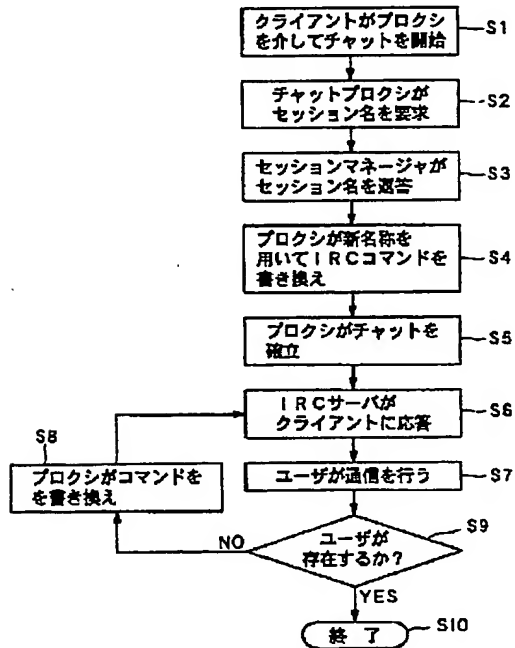 クライアントがプロクシ
を介してチャットを開始
S1
チャットプロクシが
セッション名を要求
S2
セッションマネージャが
セッション名を返答
S3
プロクシが新名称を
用いてIRCコマンドを
書き換え
S4
プロクシがチャットを
確立
S5
IRCサーバが
クライアントに応答
S6
S8
プロクシがコマンドを
を書き換え
ユーザが通信を行う
S7
ユーザが
存在するか?
S9
NO
YES
終 了
S10